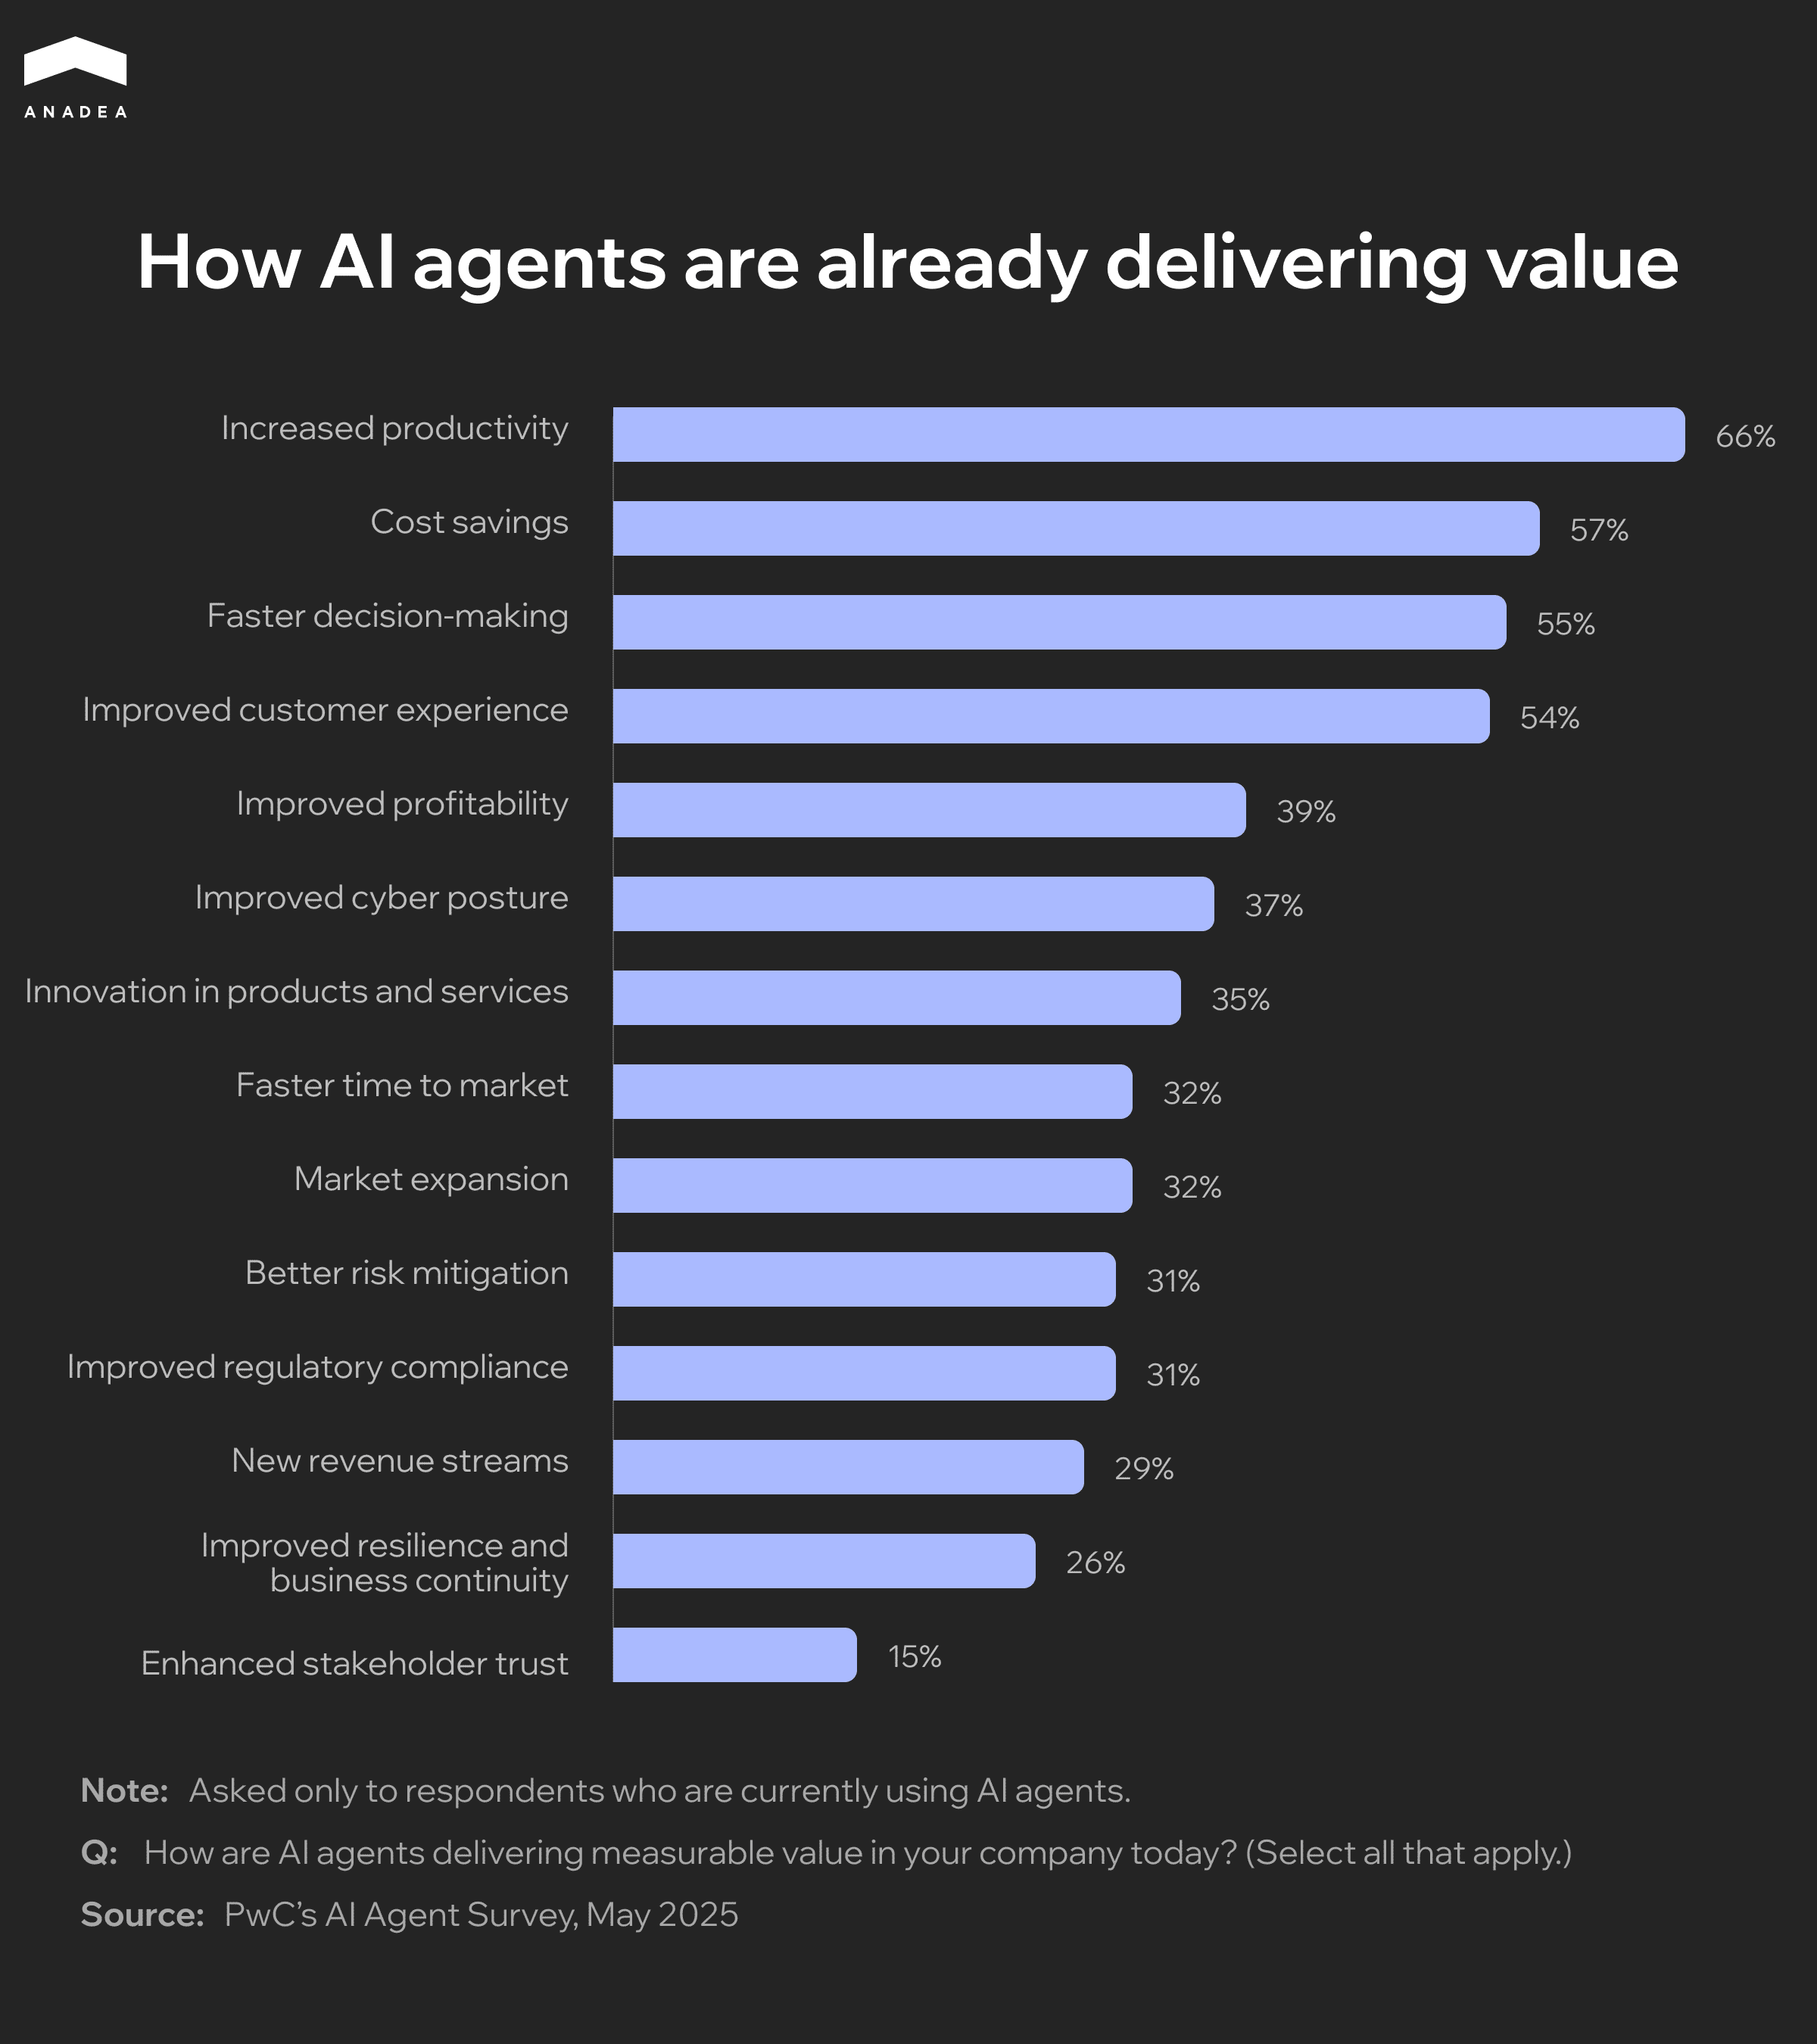 ANADEA
How AI agents are already delivering value
Increased productivity 66%
Cost savings 57%
Faster decision-making 55%
Improved customer experience 54%
Improved profitability 39%
Improved cyber posture 37%
Innovation in products and services 35%
Faster time to market 32%
Market expansion 32%
Better risk mitigation 31%
Improved regulatory compliance 31%
New revenue streams 29%
Improved resilience and
business continuity 26%
Enhanced stakeholder trust 15%
Note: Asked only to respondents who are currently using AI agents.
Q: How are AI agents delivering measurable value in your company today? (Select all that apply.)
Source: PwC’s AI Agent Survey, May 2025